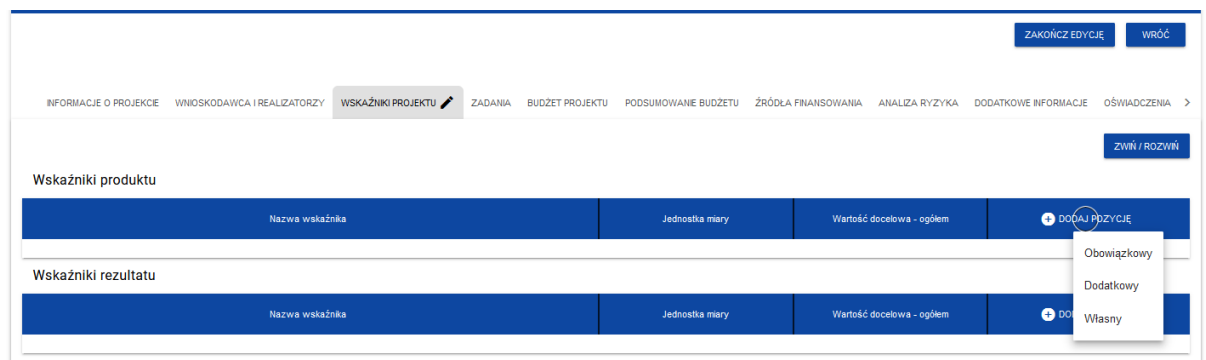 ZAKOŃCZ EDYCJĘ WRÓĆ
INFORMACJE O PROJEKCIE WNIOSKODAWCA I REALIZATORZY WSKAŹNIKI PROJEKTU ZADANIA BUDŻET PROJEKTU PODSUMOWANIE BUDŻETU ŹRÓDŁA FINANSOWANIA ANALIZA RYZYKA DODATKOWE INFORMACJE OŚWIADCZENIA
ZWIŃ / ROZWIŃ
Wskaźniki produktu
Nazwa wskaźnika Jednostka miary Wartość docelowa - ogółem DODAJ POZYCJĘ
Obowiązkowy
Wskaźniki rezultatu
Dodatkowy
Nazwa wskaźnika Jednostka miary Wartość docelowa - ogółem
Własny